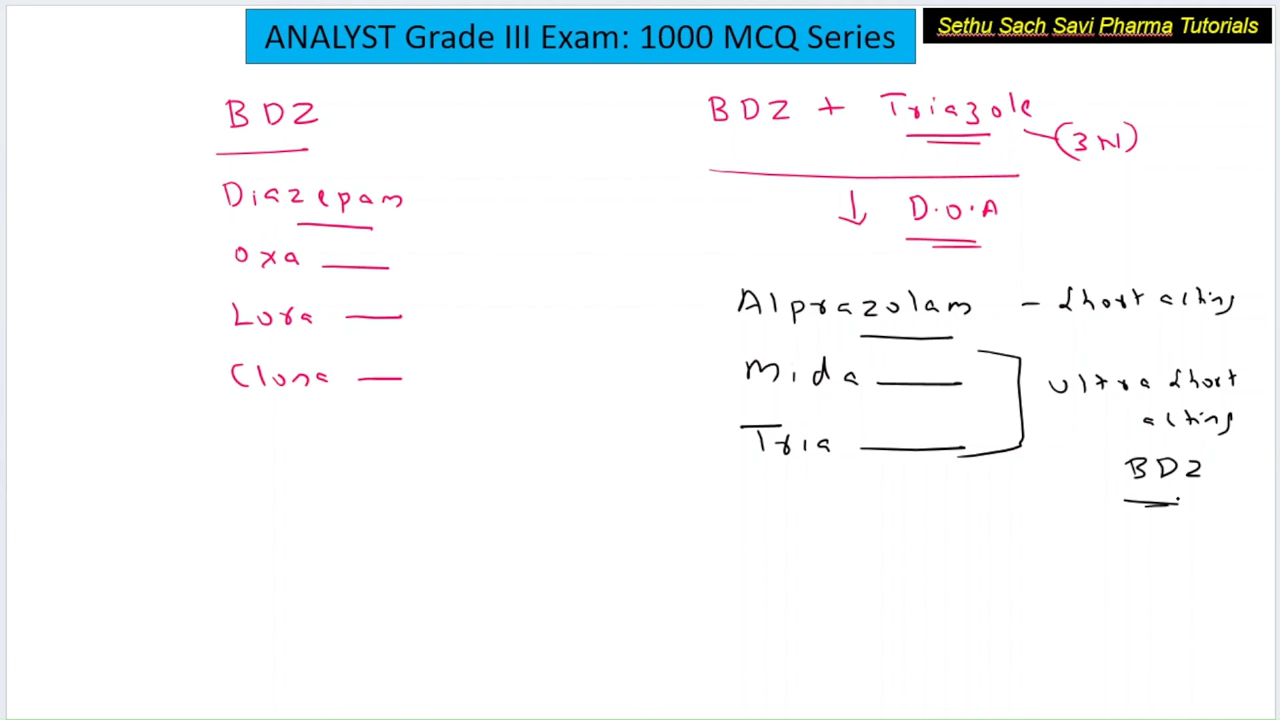 ANALYST Grade III Exam: 1000 MCQ Series
Sethu Sach Savi Pharma Tutorials
BDZ
Diazepam
Oxa
Lora
Clona
BDZ + Triazole
(3N)
↓ D.O.A
Alprazolam - Short acting
Mida
Tria
Ultra Short
acting
BDZ